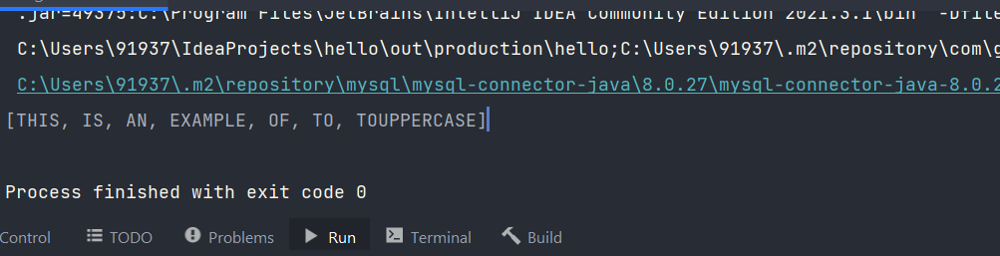 .jar=49375:C:\Program Files\JetBrains\IntelliJ IDEA Community Edition 2021.3.1\bin" -Dfile
C:\Users\91937\IdeaProjects\hello\out\production\hello;C:\Users\91937\.m2\repository\com\g
C:\Users\91937\.m2\repository\mysql\mysql-connector-java\8.0.27\mysql-connector-java-8.0.2
[THIS, IS, AN, EXAMPLE, OF, TO, TOUPPERCASE]
Process finished with exit code 0
Control TODO Problems Run Terminal Build